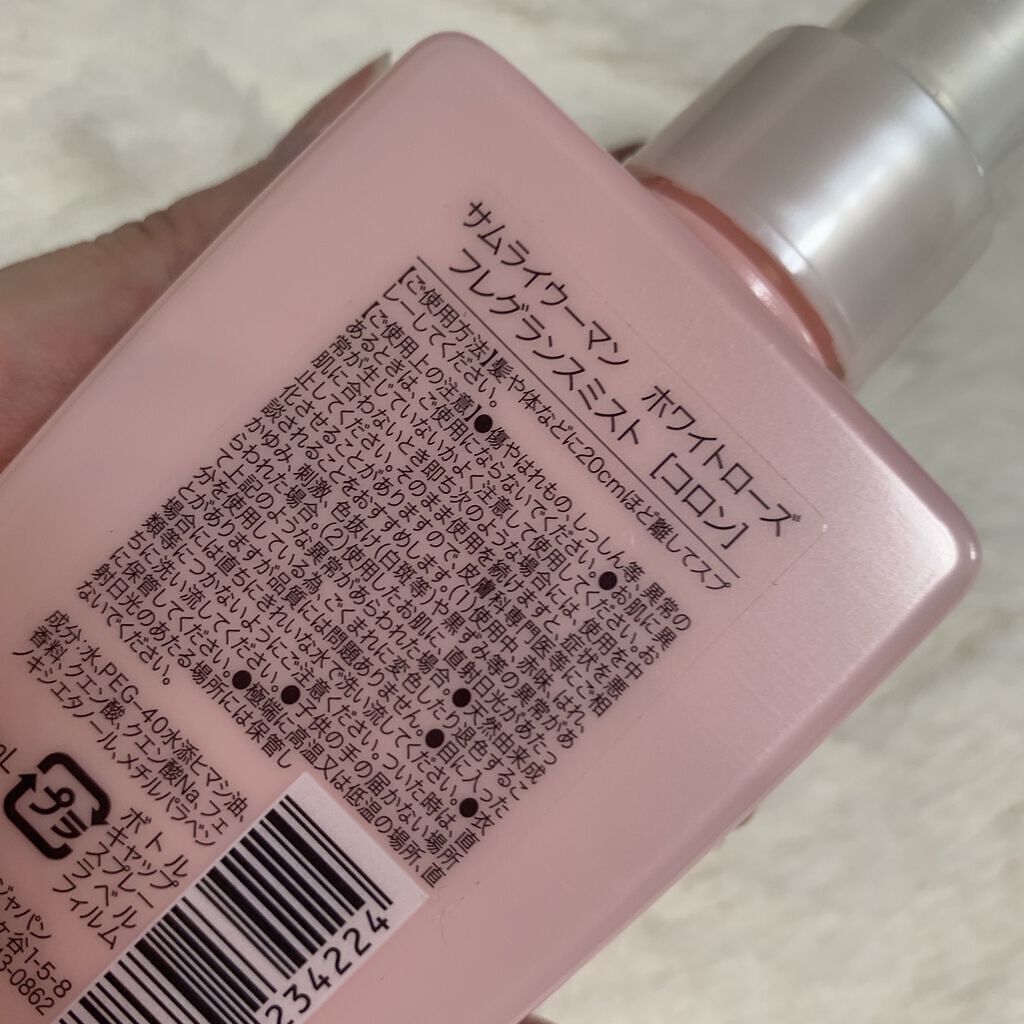 サムライウーマン ホワイトローズ
フレグランスミスト [コロン]
【ご使用方法】髪や体などに20cmほど離してスプ
レーしてください。
【ご使用上の注意】●傷やはれもの、しっしん等、異常の
あるときは、ご使用にならないでください。●お肌に異
常が生じていないかよく注意して使用してください。お
肌に合わないとき即ち次のような場合には、使用を中
止してください。そのまま使用を続けますと、症状を悪
化させることがありますので、皮膚科専門医等にご相
談されることをおすすめします。(1)使用中、赤味、はれ、
かゆみ、刺激、色抜け(白斑等)や黒ずみ等の異常があ
らわれた場合。(2)使用したお肌に、直射日光があたっ
て上記のような異常があらわれた場合。●天然由来成
分を使用している為、ごくまれに変色したり退色するこ
とがありますが品質には問題ありません。●目に入った
場合には直ちにきれいな水で洗い流してください。●衣
類等につかないようにご注意ください。ついた時は、直
ちに洗い流してください。●子供の手の届かない場所
に保管してください。●極端に高温又は低温の場所、直
射日光のあたる場所には保管し
ないでください。
成分:水、PEG-40水添ヒマシ油、
香料、クエン酸、クエン酸Na、フェ
ノキシエタノール、メチルパラベン
mL
プラ
ボトル
キャップ
スプレー
ラベル
フィルム
ジャパン
ケ谷1-5-8
43-0862
234224